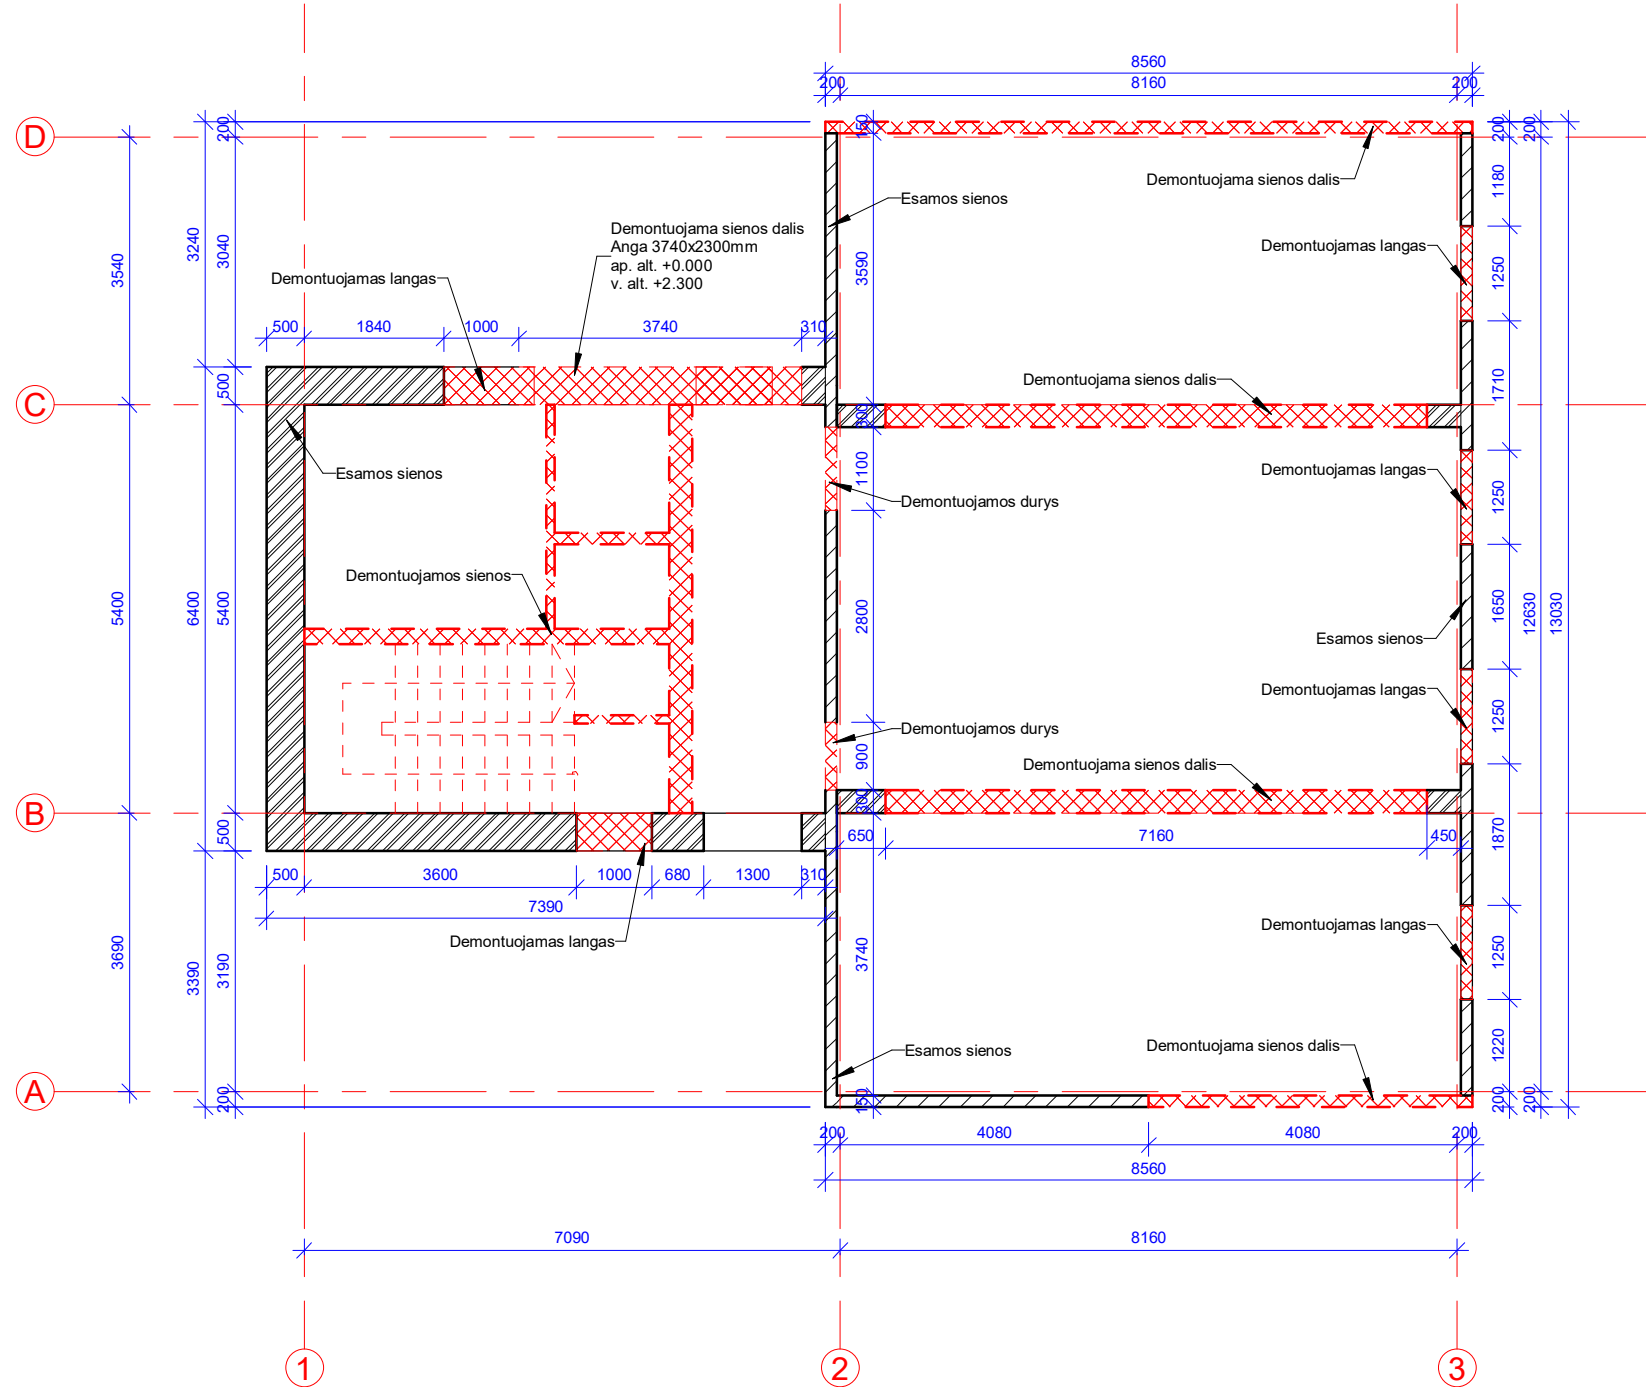 8560
200
8160
200
D
200
150
200
200
Demontuojama sienos dalis
Esamos sienos
1180
Demontuojama sienos dalis
Anga 3740x2300mm
ap. alt. +0.000
v. alt. +2.300
Demontuojamas langas
Demontuojamas langas
3540
3240
3040
3590
1250
500
1840
1000
3740
310
Demontuojama sienos dalis
1710
C
500
300
Esamos sienos
Demontuojamas langas
1100
1250
Demontuojamos durys
Demontuojamos sienos
5400
6400
5400
2800
1650
12630
13030
Esamos sienos
Demontuojamas langas
1250
Demontuojamos durys
900
Demontuojama sienos dalis
B
500
300
650
7160
450
1870
500
3600
1000
680
1300
310
7390
Demontuojamas langas
Demontuojamas langas
3690
3390
3190
3740
1250
Esamos sienos
Demontuojama sienos dalis
1220
A
200
150
200
200
200
4080
4080
200
8560
7090
8160
1
2
3